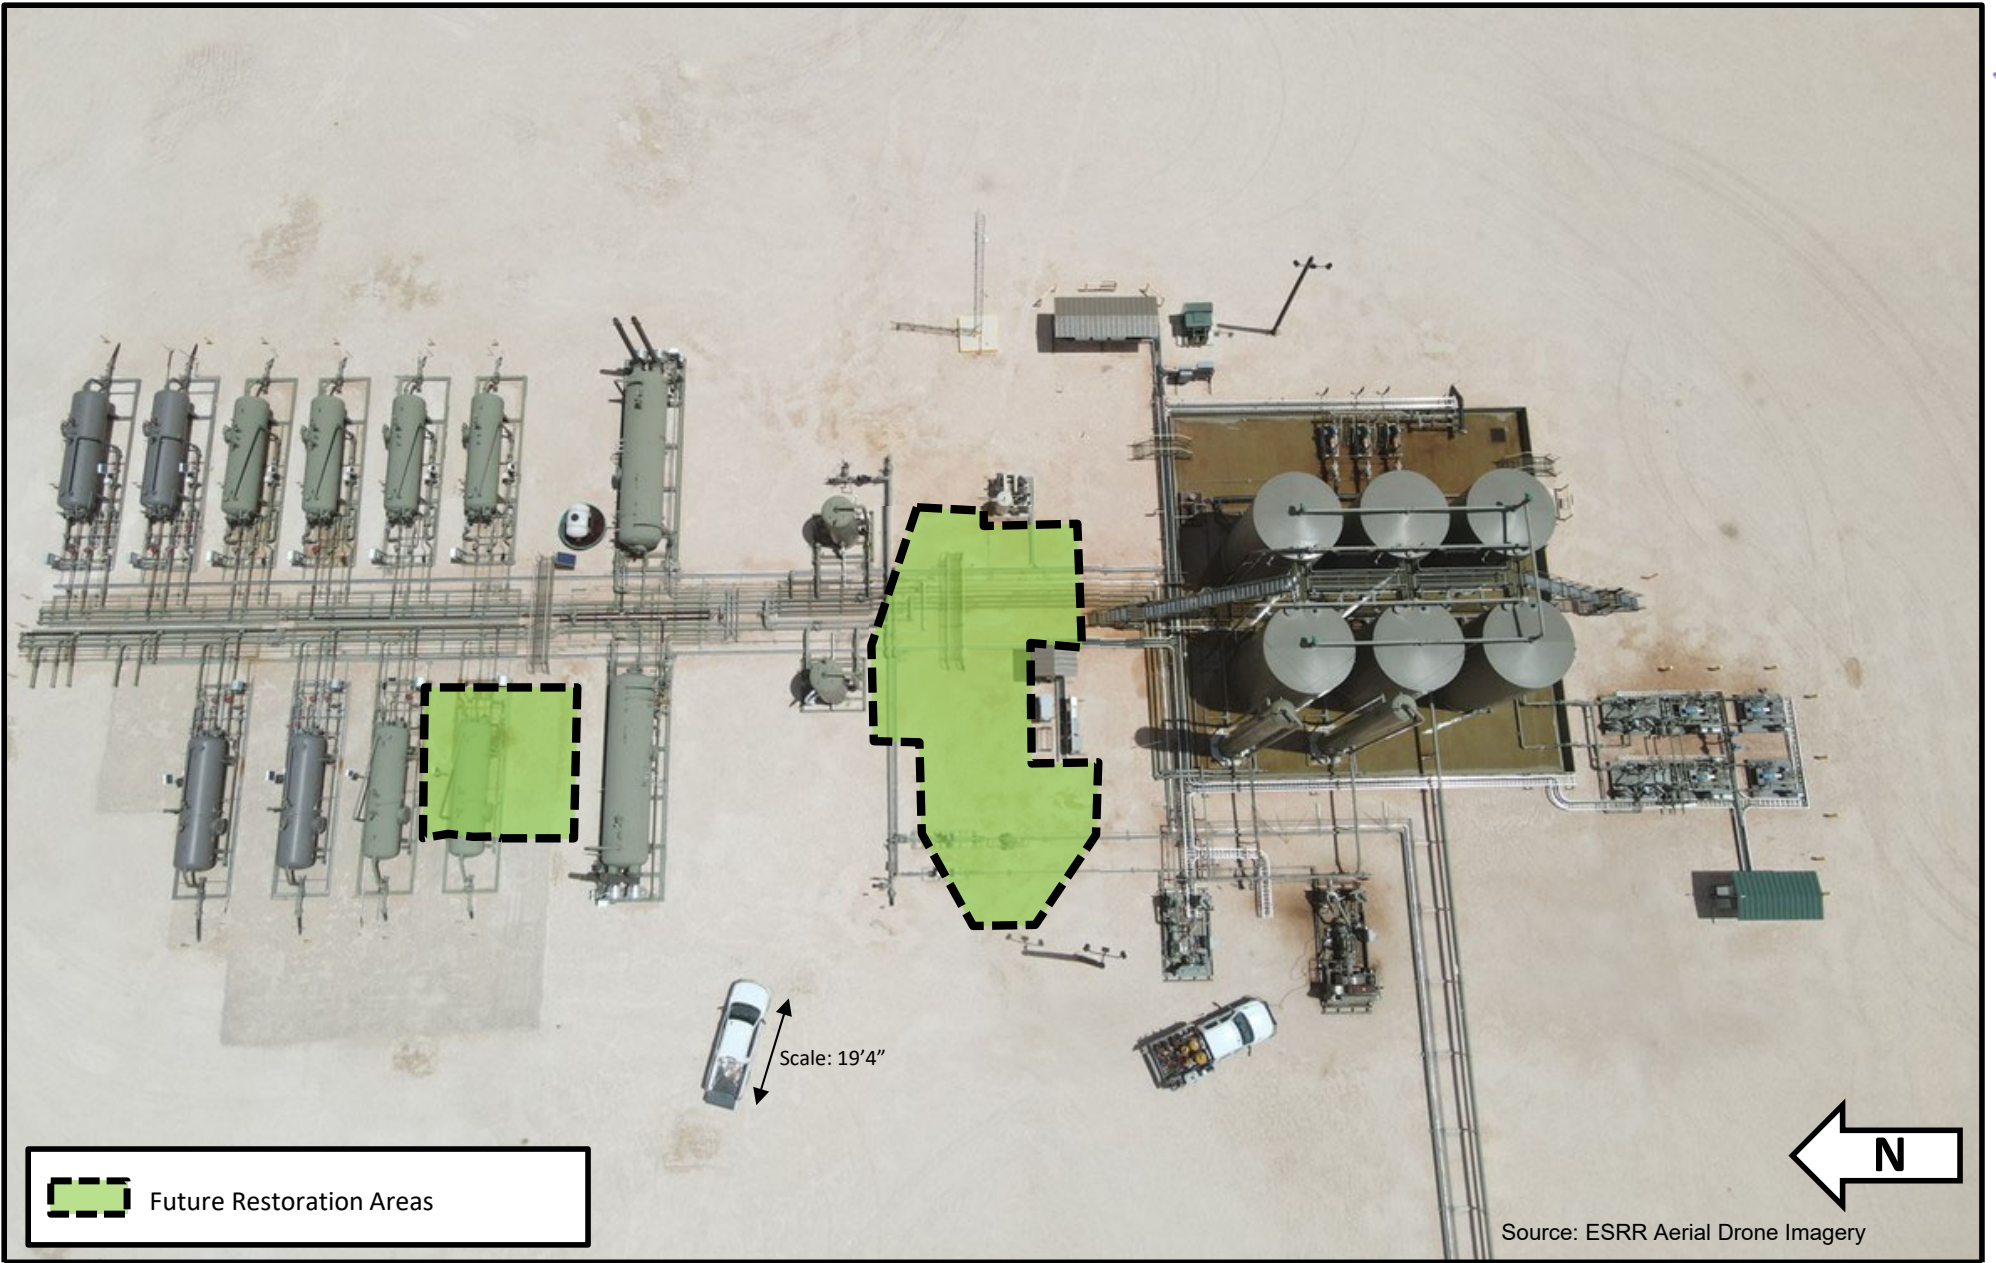 Scale: 19’4”
N
Future Restoration Areas
Source: ESRR Aerial Drone Imagery